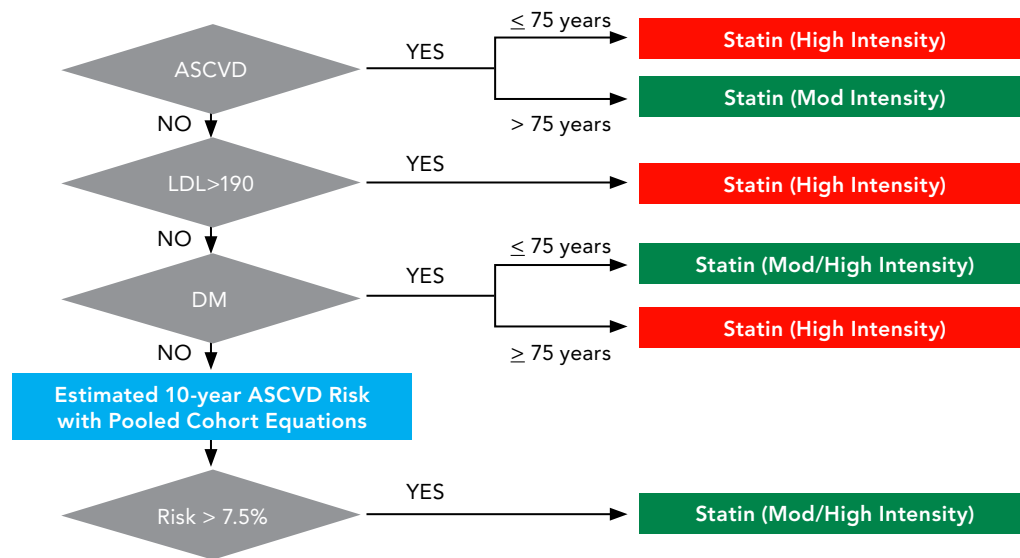 ≤ 75 years
YES
Statin (High Intensity)
ASCVD
Statin (Mod Intensity)
> 75 years
NO
YES
LDL>190
Statin (High Intensity)
NO
≤ 75 years
YES
Statin (Mod/High Intensity)
DM
Statin (High Intensity)
≥ 75 years
NO
Estimated 10-year ASCVD Risk
with Pooled Cohort Equations
YES
Risk > 7.5%
Statin (Mod/High Intensity)